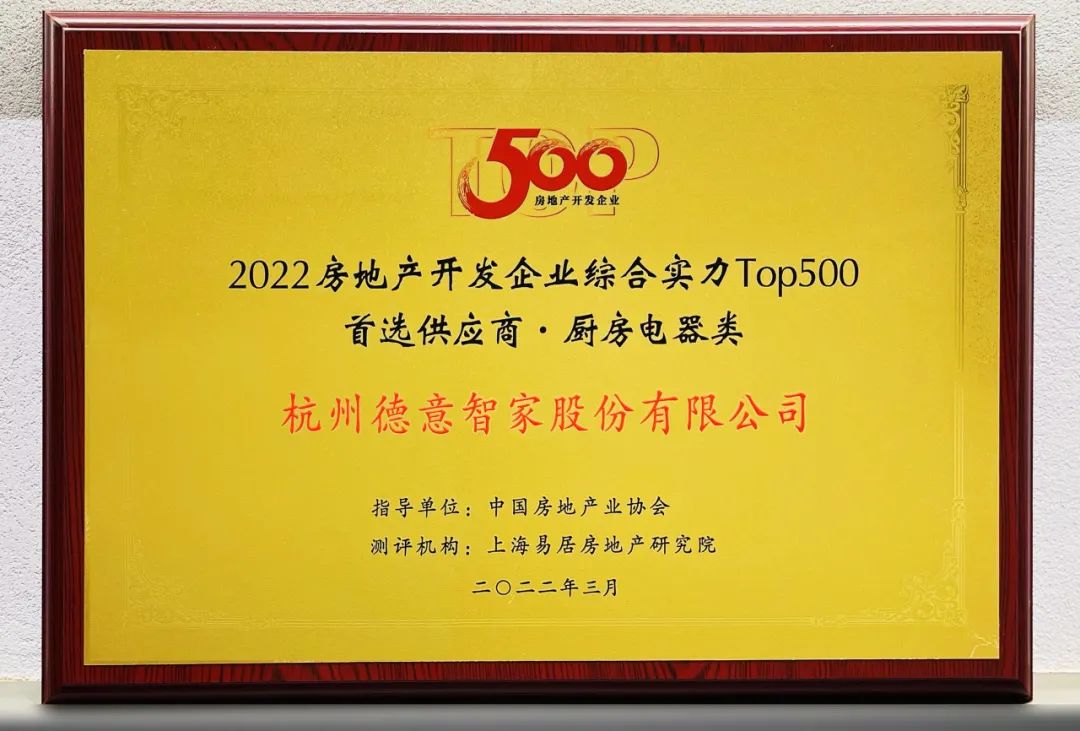 TOP
500
房地产开发企业
2022房地产开发企业综合实力Top500
首选供应商·厨房电器类
杭州德意智家股份有限公司
指导单位：中国房地产业协会
测评机构：上海易居房地产研究院
二〇二二年三月